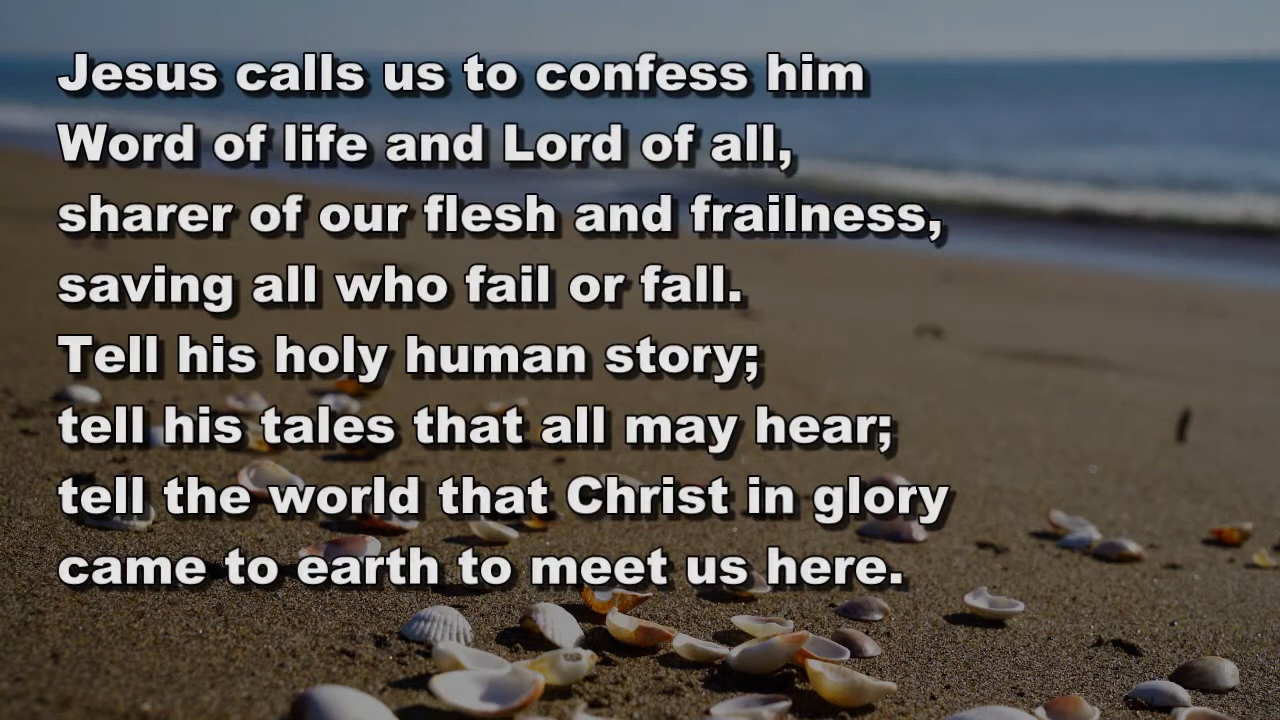 Jesus calls us to confess him
Word of life and Lord of all,
sharer of our flesh and frailness,
saving all who fail or fall.
Tell his holy human story;
tell his tales that all may hear;
tell the world that Christ in glory
came to earth to meet us here.